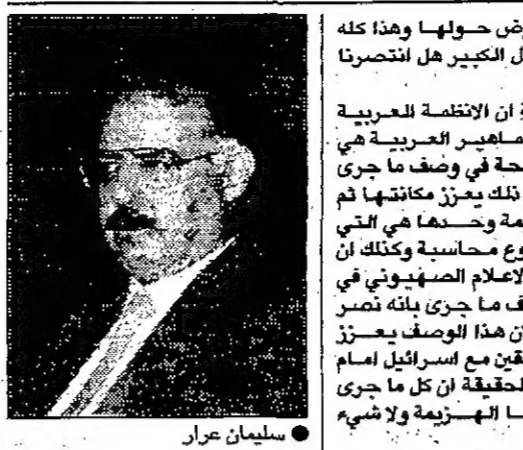 رض حولها وهذا كله
ل الكبير هل انتصرنا
ان الانظمة العربية
ماهير العربية هي
حة في وصف ما جرى
ذلك يعزز مكانتها ثم
مة وحدها هي التي
وع محاسبة وكذلك ان
لاعلام الصهيوني في
ف ما جرى بانه نصر
ن هذا الوصف يعزز
قين مع اسرائيل امام
لحقيقة ان كل ما جرى
ا الهزيمة ولا شيء
● سليمان عرار